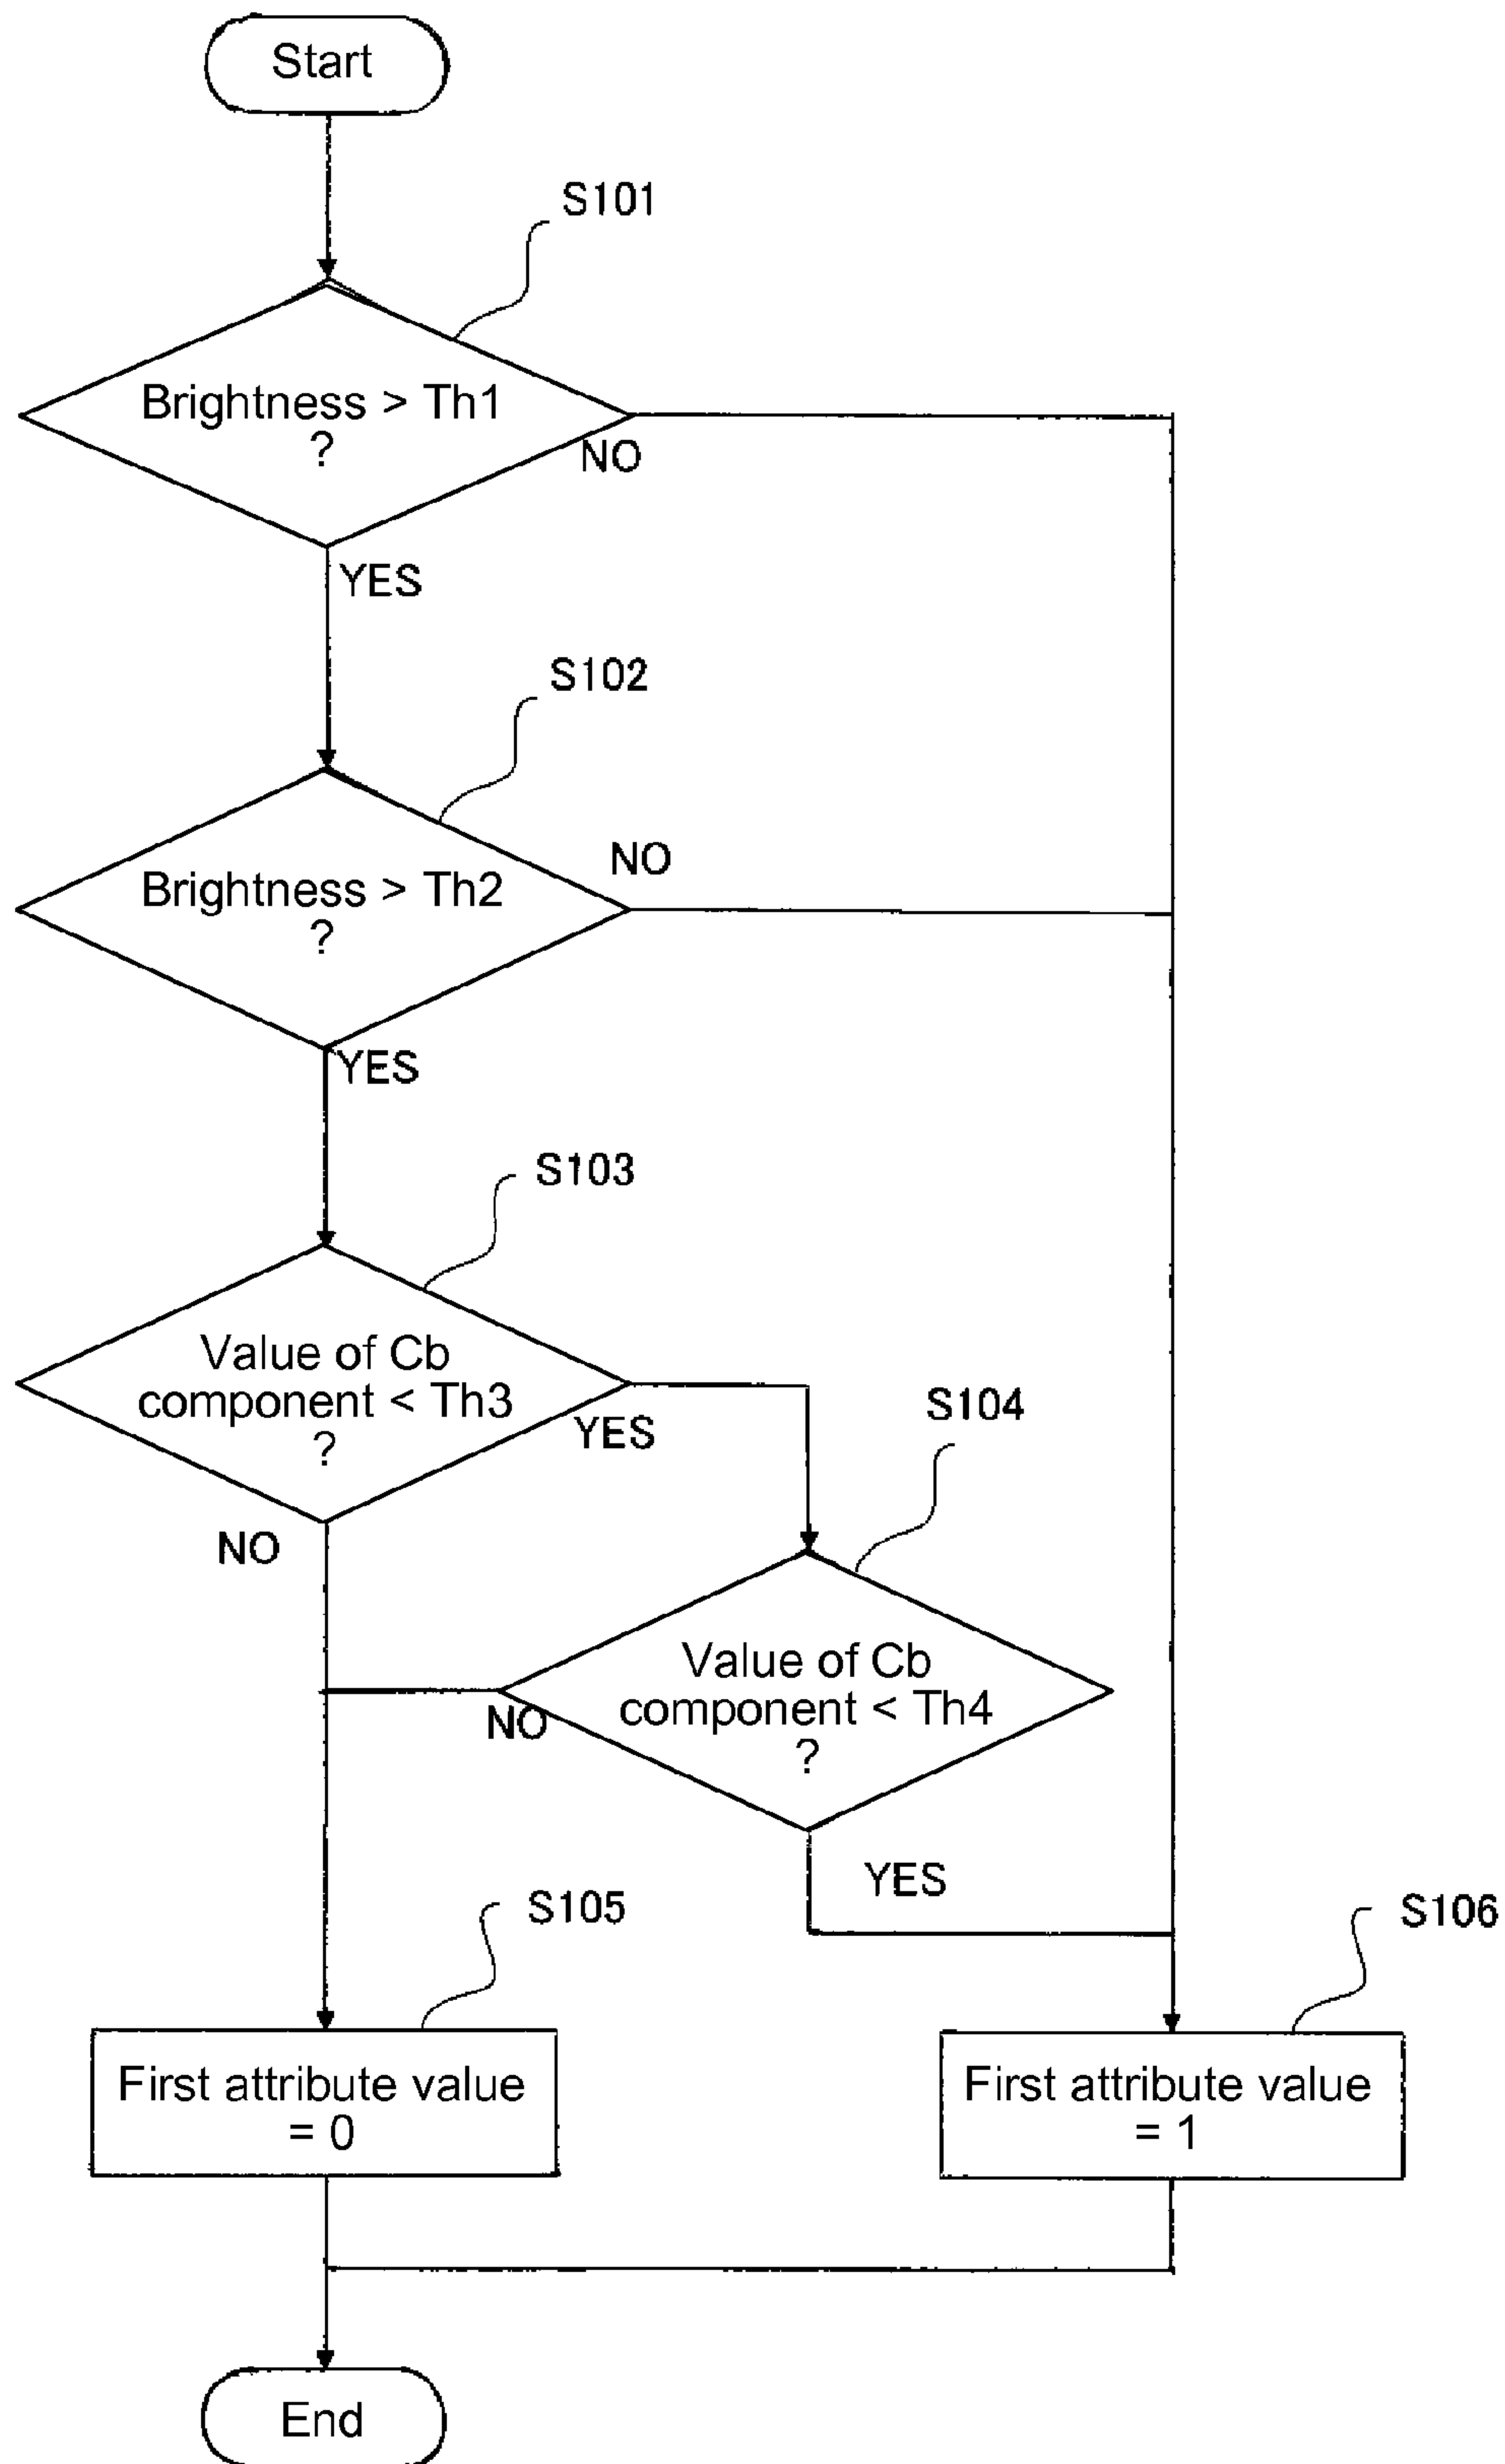 Start
S101
Brightness > Th1
?
NO
YES
S102
NO
Brightness > Th2
?
YES
S103
Value of Cb
component < Th3
?
YES
S104
NO
Value of Cb
component < Th4
?
NO
YES
S105
S106
First attribute value
= 0
First attribute value
= 1
End